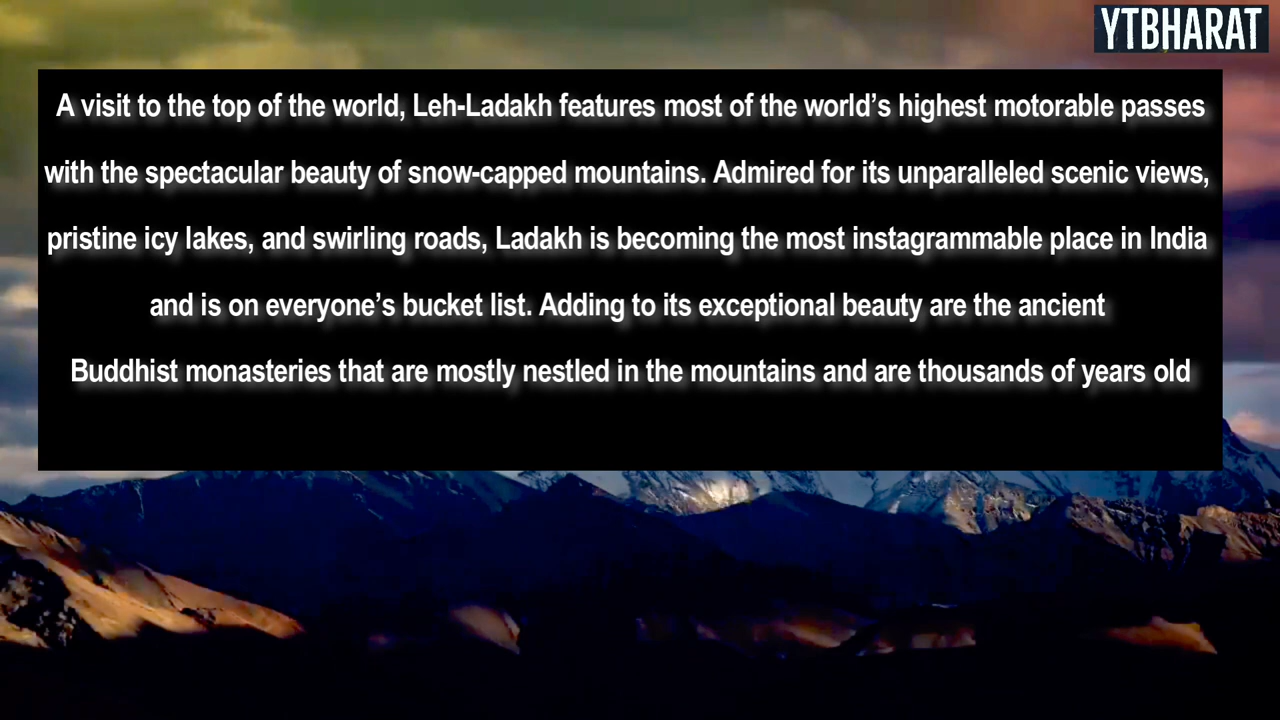 YTBHARAT
A visit to the top of the world, Leh-Ladakh features most of the world’s highest motorable passes
with the spectacular beauty of snow-capped mountains. Admired for its unparalleled scenic views,
pristine icy lakes, and swirling roads, Ladakh is becoming the most instagrammable place in India
and is on everyone’s bucket list. Adding to its exceptional beauty are the ancient
Buddhist monasteries that are mostly nestled in the mountains and are thousands of years old